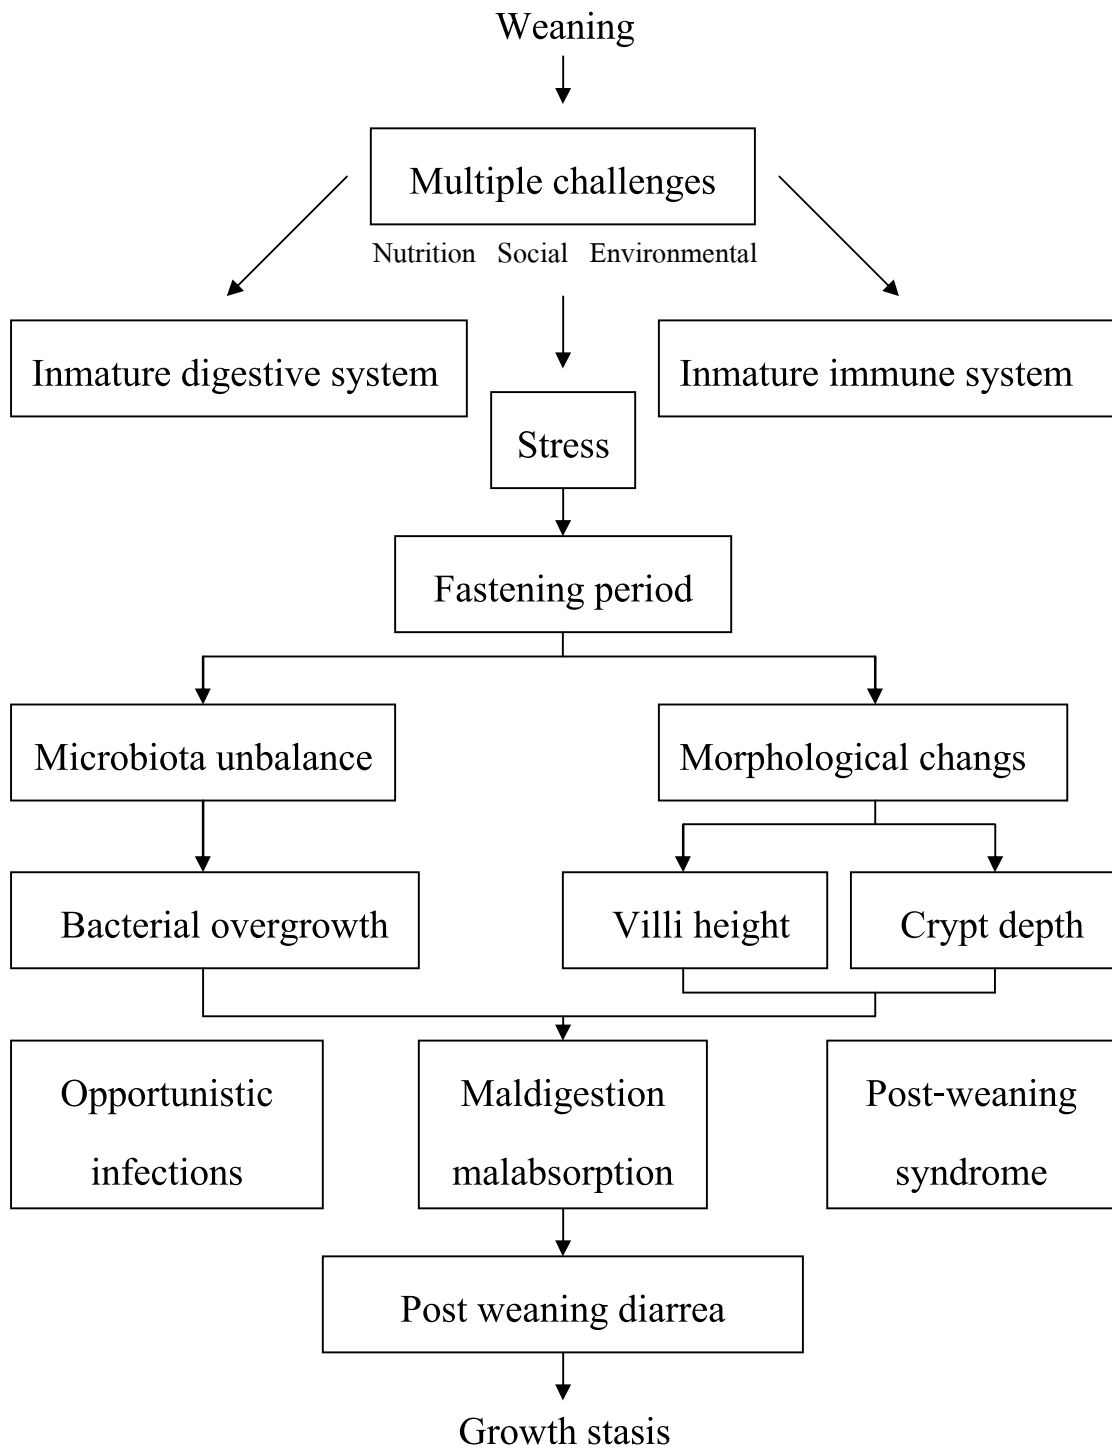 Weaning
Multiple challenges
Nutrition Social Environmental
Inmature digestive system
Inmature immune system
Stress
Fastening period
Microbiota unbalance
Morphological changs
Bacterial overgrowth
Villi height
Crypt depth
Opportunistic
infections
Maldigestion
malabsorption
Post-weaning
syndrome
Post weaning diarrea
Growth stasis